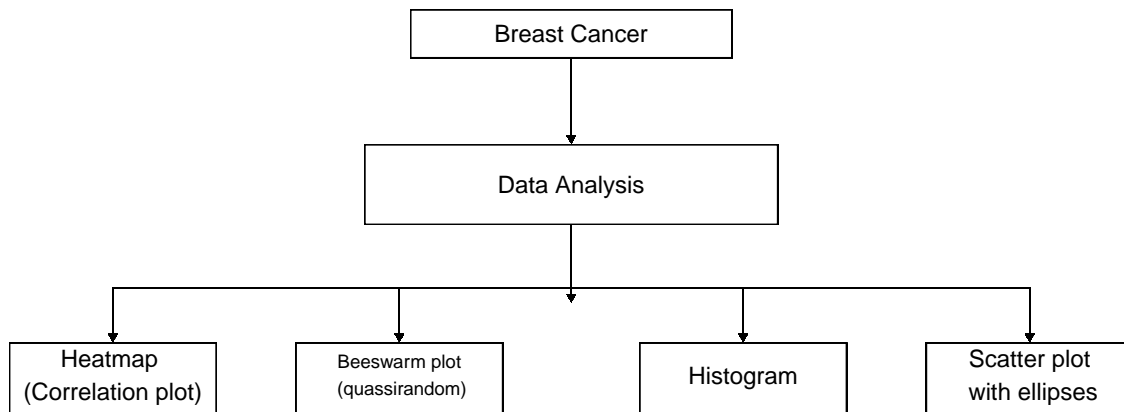 Breast Cancer
Data Analysis
Heatmap
(Correlation plot)
Beeswarm plot
(quassirandom)
Histogram
Scatter plot
with ellipses